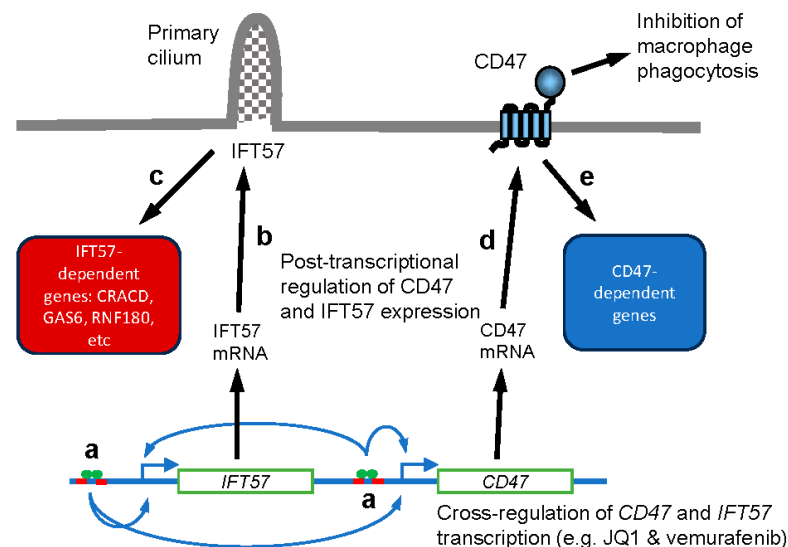 Primary
cilium
CD47
Inhibition of
macrophage
phagocytosis
IFT57
c
b
d
e
IFT57-
dependent
genes: CRACD,
GAS6, RNF180,
etc
Post-transcriptional
regulation of CD47
and IFT57 expression
CD47-
dependent
genes
IFT57
mRNA
CD47
mRNA
a
IFT57
a
CD47
Cross-regulation of CD47 and IFT57
transcription (e.g. JQ1 & vemurafenib)